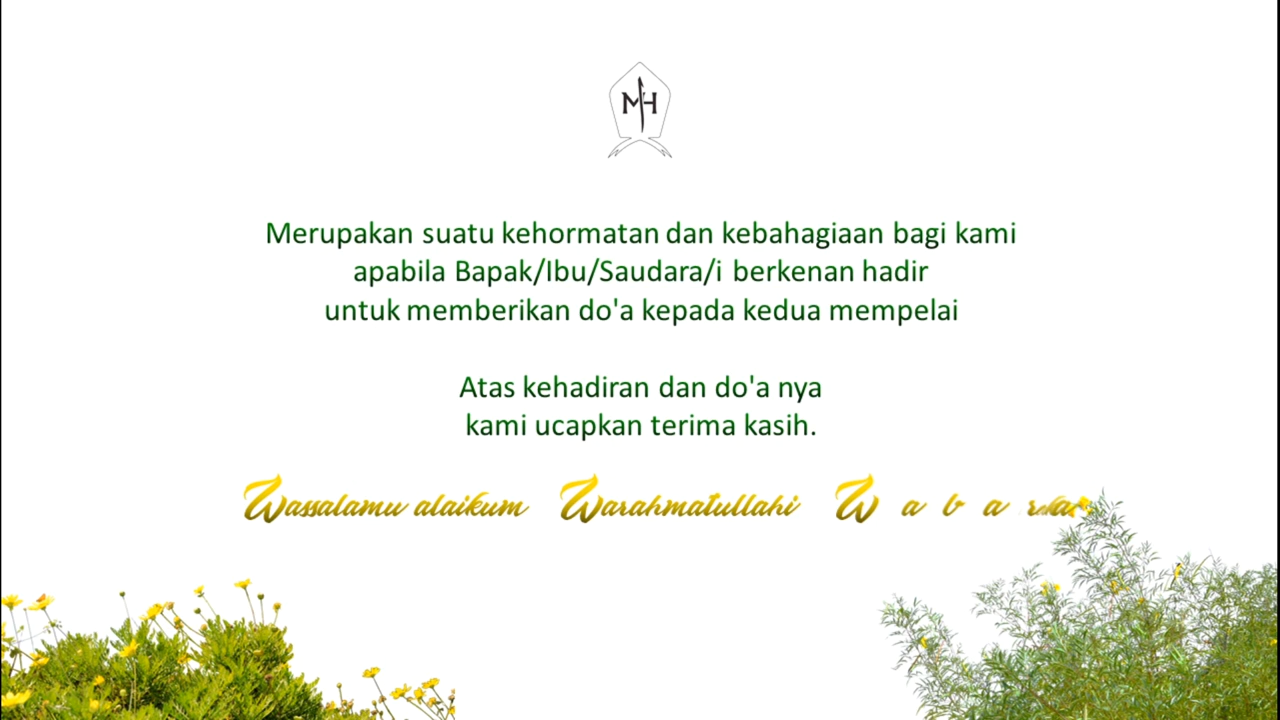 MH
Merupakan suatu kehormatan dan kebahagiaan bagi kami
apabila Bapak/Ibu/Saudara/i berkenan hadir
untuk memberikan do'a kepada kedua mempelai
Atas kehadiran dan do'a nya
kami ucapkan terima kasih.
Wassalamu alaikum Warahmatullahi